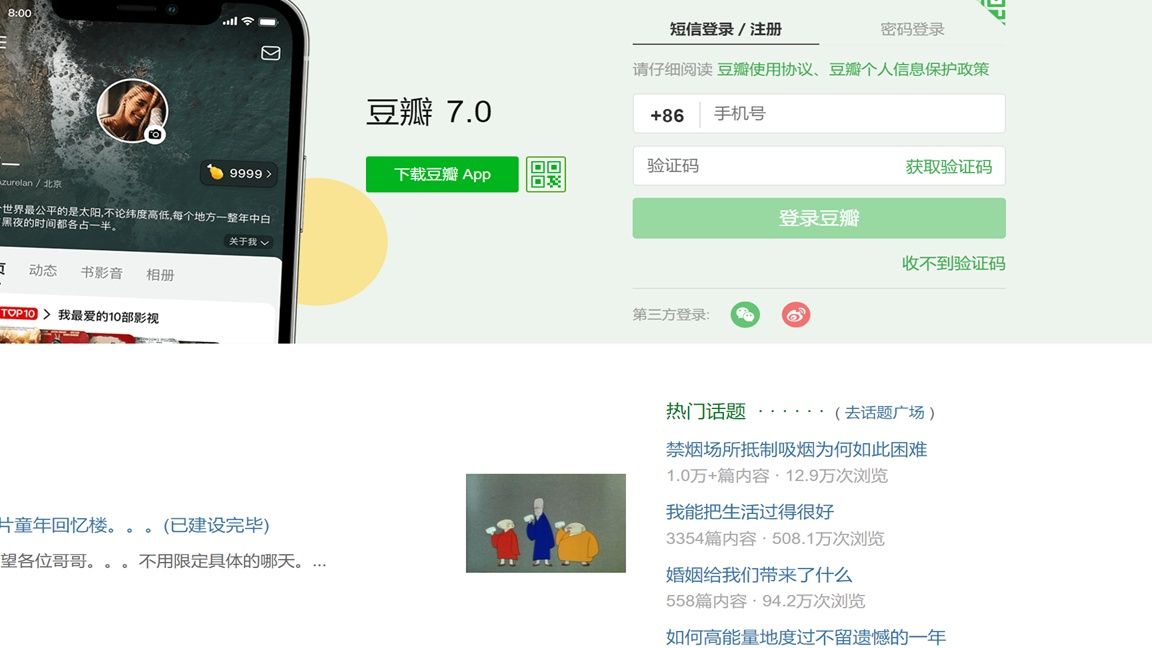 8:00
Azurelan / 北京
9999 >
世界最公平的是太阳,不论纬度高低,每个地方一整年中白
黑夜的时间都各占一半。
关于我
动态 书影音 相册
TOP10 我最爱的10部影视
豆瓣 7.0
下载豆瓣 App
短信登录 / 注册 密码登录
请仔细阅读 豆瓣使用协议、豆瓣个人信息保护政策
+86 手机号
验证码 获取验证码
登录豆瓣
收不到验证码
第三方登录:
片童年回忆楼。。。(已建设完毕)
望各位哥哥。。。不用限定具体的哪天。...
热门话题 · · · · · · ( 去话题广场 )
禁烟场所抵制吸烟为何如此困难
1.0万+篇内容 · 12.9万次浏览
我能把生活过得很好
3354篇内容 · 508.1万次浏览
婚姻给我们带来了什么
558篇内容 · 94.2万次浏览
如何高能量地度过不留遗憾的一年